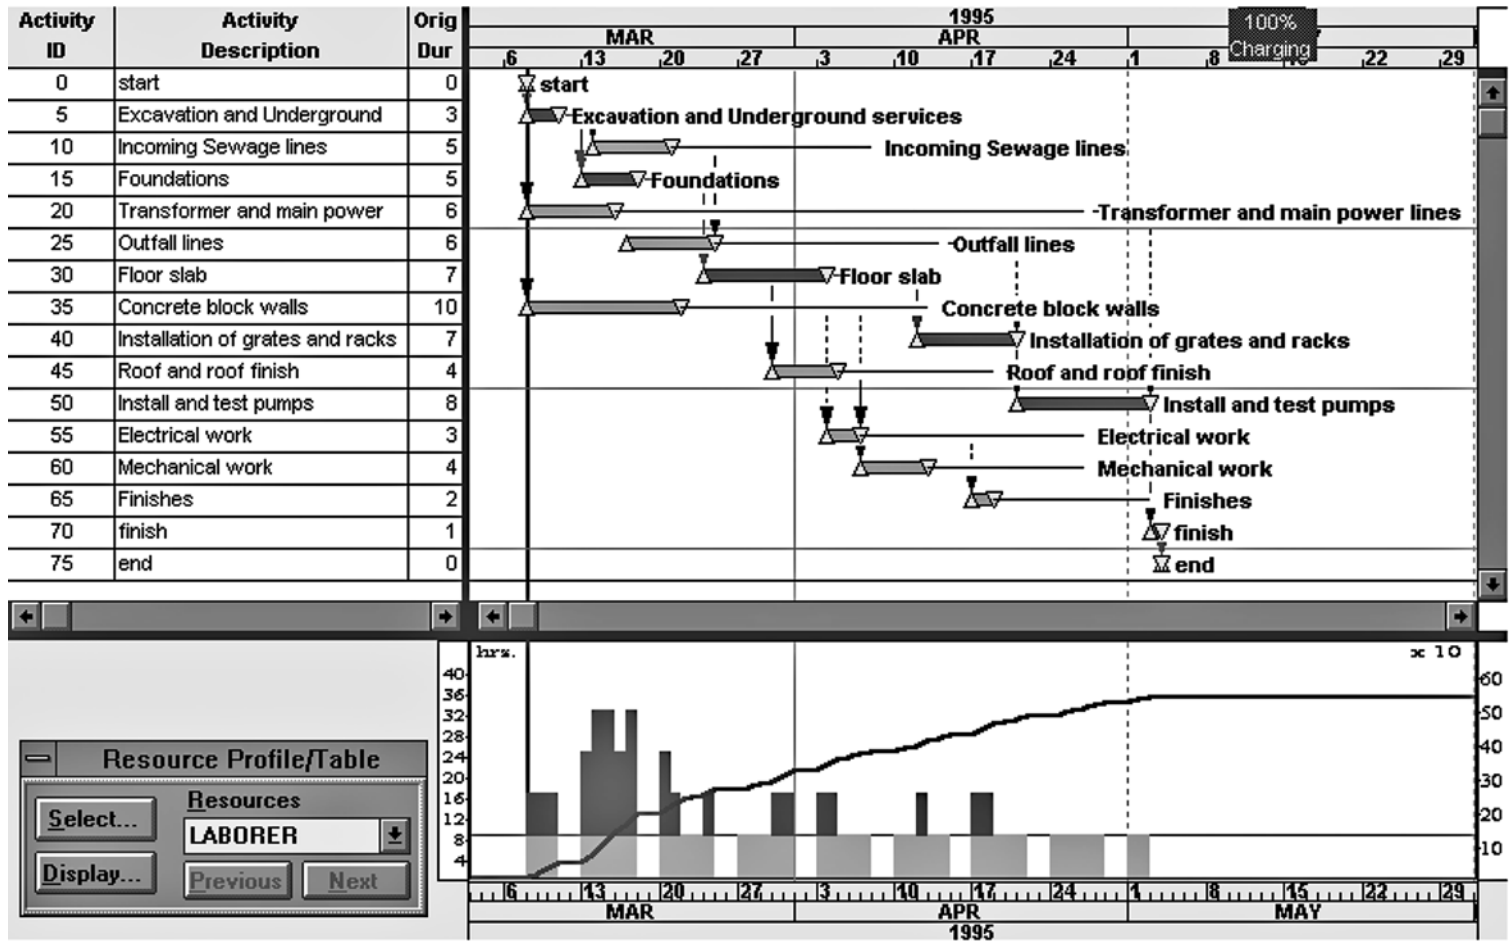 Activity Activity Orig 1995
ID Description Dur MAR APR
6 13 20 27 3 10 17 24 1 8 22 29
100%
Charging
0 start 0 start
5 Excavation and Underground 3 Excavation and Underground services
10 Incoming Sewage lines 5 Incoming Sewage lines
15 Foundations 5 Foundations
20 Transformer and main power 6 Transformer and main power lines
25 Outfall lines 6 Outfall lines
30 Floor slab 7 Floor slab
35 Concrete block walls 10 Concrete block walls
40 Installation of grates and racks 7 Installation of grates and racks
45 Roof and roof finish 4 Roof and roof finish
50 Install and test pumps 8 Install and test pumps
55 Electrical work 3 Electrical work
60 Mechanical work 4 Mechanical work
65 Finishes 2 Finishes
70 finish 1 finish
75 end 0 end
hrs. x 10
40
36
32
28
24
20
16
12
8
4
60
50
40
30
20
10
Resource Profile/Table
Select...
Display...
Resources
LABORER
Previous Next
6 13 20 27 3 10 17 24 1 8 15 22 29
MAR APR MAY
1995